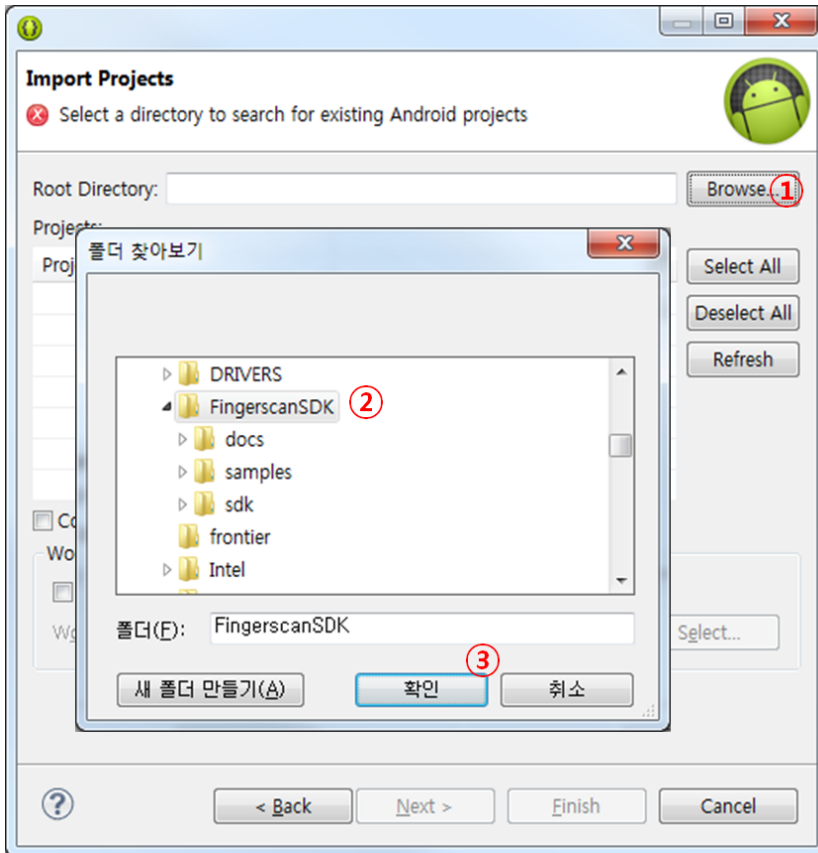 Import Projects
Select a directory to search for existing Android projects
Root Directory:
Browse...
①
Projects:
폴더 찾아보기
Select All
Deselect All
Refresh
DRIVERS
FingerscanSDK
②
docs
samples
sdk
frontier
Intel
폴더(F):
FingerscanSDK
Select...
③
새 폴더 만들기(A)
확인
취소
< Back
Next >
Finish
Cancel